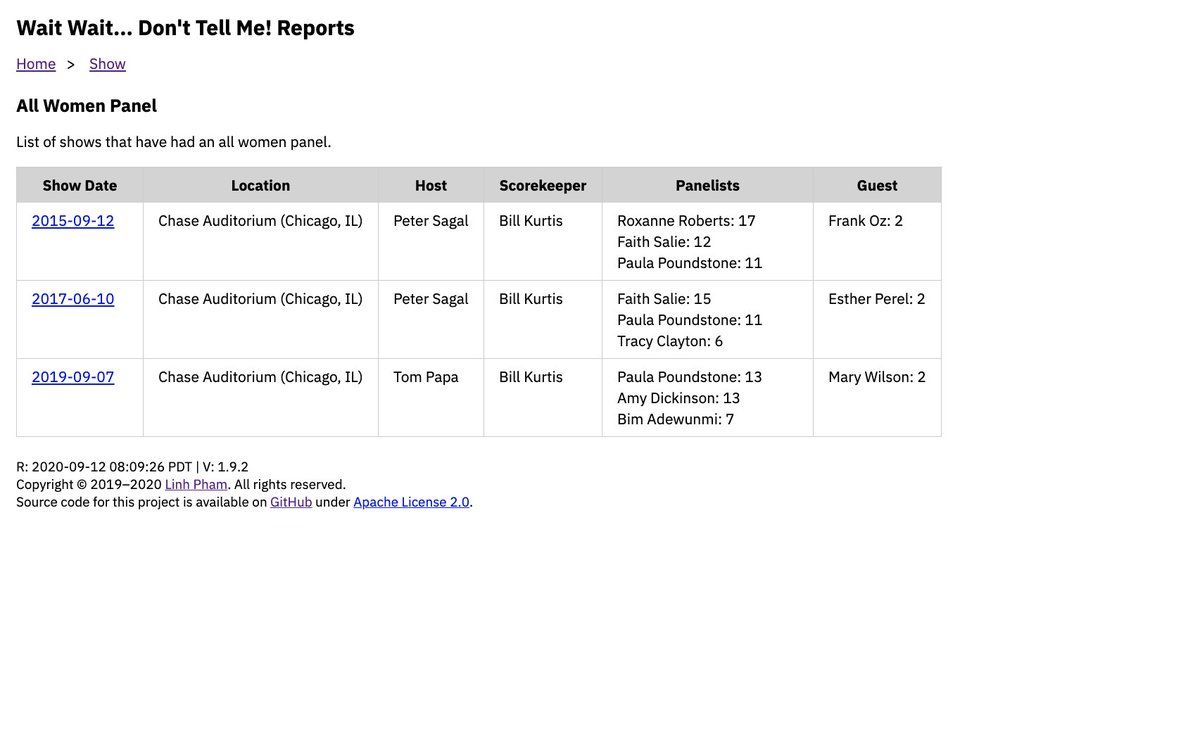 Wait Wait... Don't Tell Me! Reports
Home > Show
All Women Panel
List of shows that have had an all women panel.
Show Date Location Host Scorekeeper Panelists Guest
2015-09-12 Chase Auditorium (Chicago, IL) Peter Sagal Bill Kurtis Roxanne Roberts: 17 Frank Oz: 2
Faith Salie: 12
Paula Poundstone: 11
2017-06-10 Chase Auditorium (Chicago, IL) Peter Sagal Bill Kurtis Faith Salie: 15 Esther Perel: 2
Paula Poundstone: 11
Tracy Clayton: 6
2019-09-07 Chase Auditorium (Chicago, IL) Tom Papa Bill Kurtis Paula Poundstone: 13 Mary Wilson: 2
Amy Dickinson: 13
Bim Adewunmi: 7
R: 2020-09-12 08:09:26 PDT | V: 1.9.2
Copyright © 2019–2020 Linh Pham. All rights reserved.
Source code for this project is available on GitHub under Apache License 2.0.